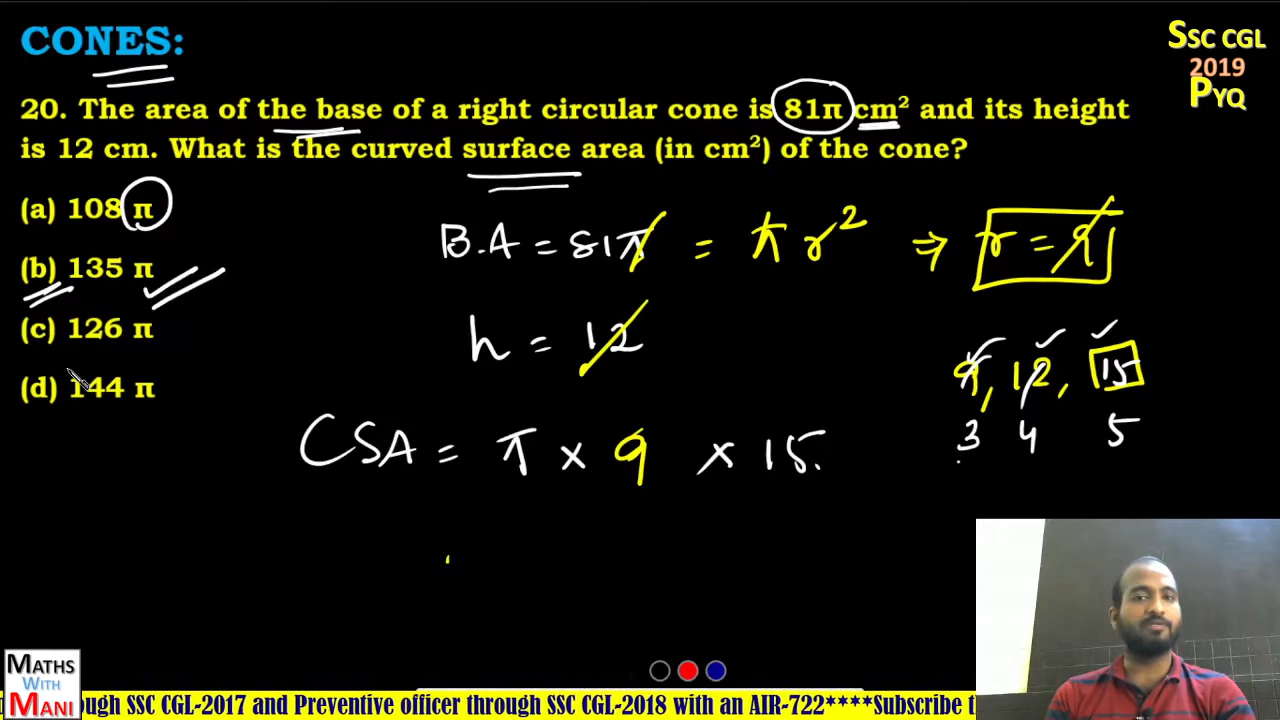 CONES:
SSC CGL
2019
PYQ
20. The area of the base of a right circular cone is 81π cm² and its height
is 12 cm. What is the curved surface area (in cm²) of the cone?
(a) 108 π
(b) 135 π
(c) 126 π
(d) 144 π
B.A = 81π = π r² ⇒ r = 9
h = 12
9, 12, 15
3 4 5
CSA = π × 9 × 15.
MATHS
WITH
MANI
ugh SSC CGL-2017 and Preventive officer through SSC CGL-2018 with an AIR-722****Subscribe t